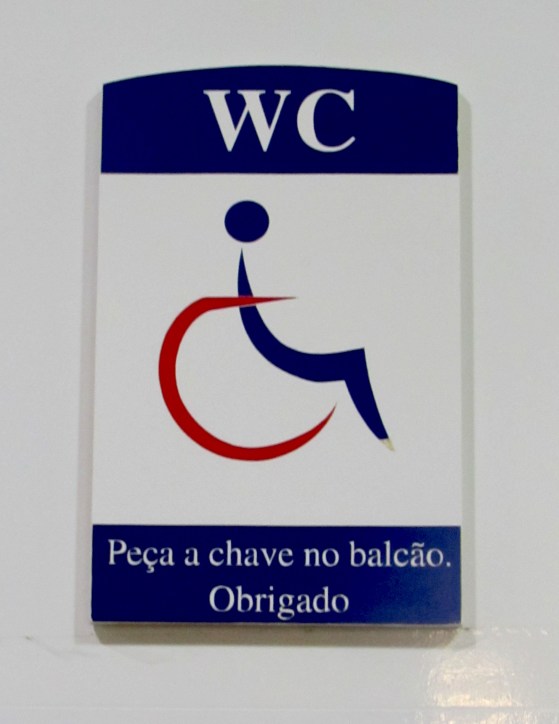 WC
Peça a chave no balcão.
Obrigado